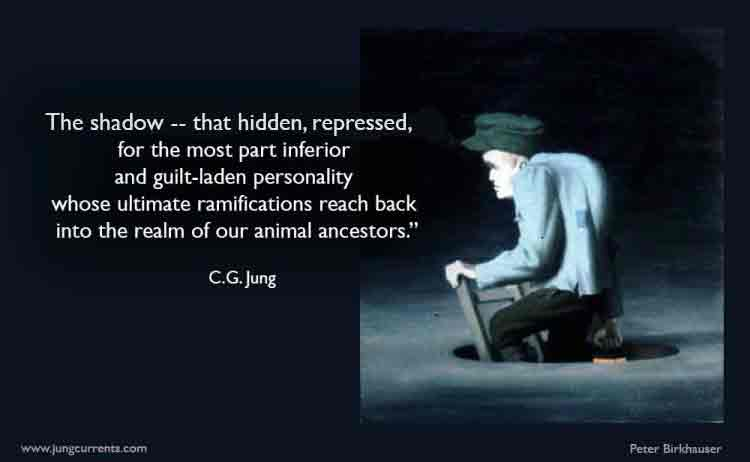 The shadow -- that hidden, repressed,
for the most part inferior
and guilt-laden personality
whose ultimate ramifications reach back
into the realm of our animal ancestors.”
C.G. Jung
www.jungcurrents.com
Peter Birkhauser